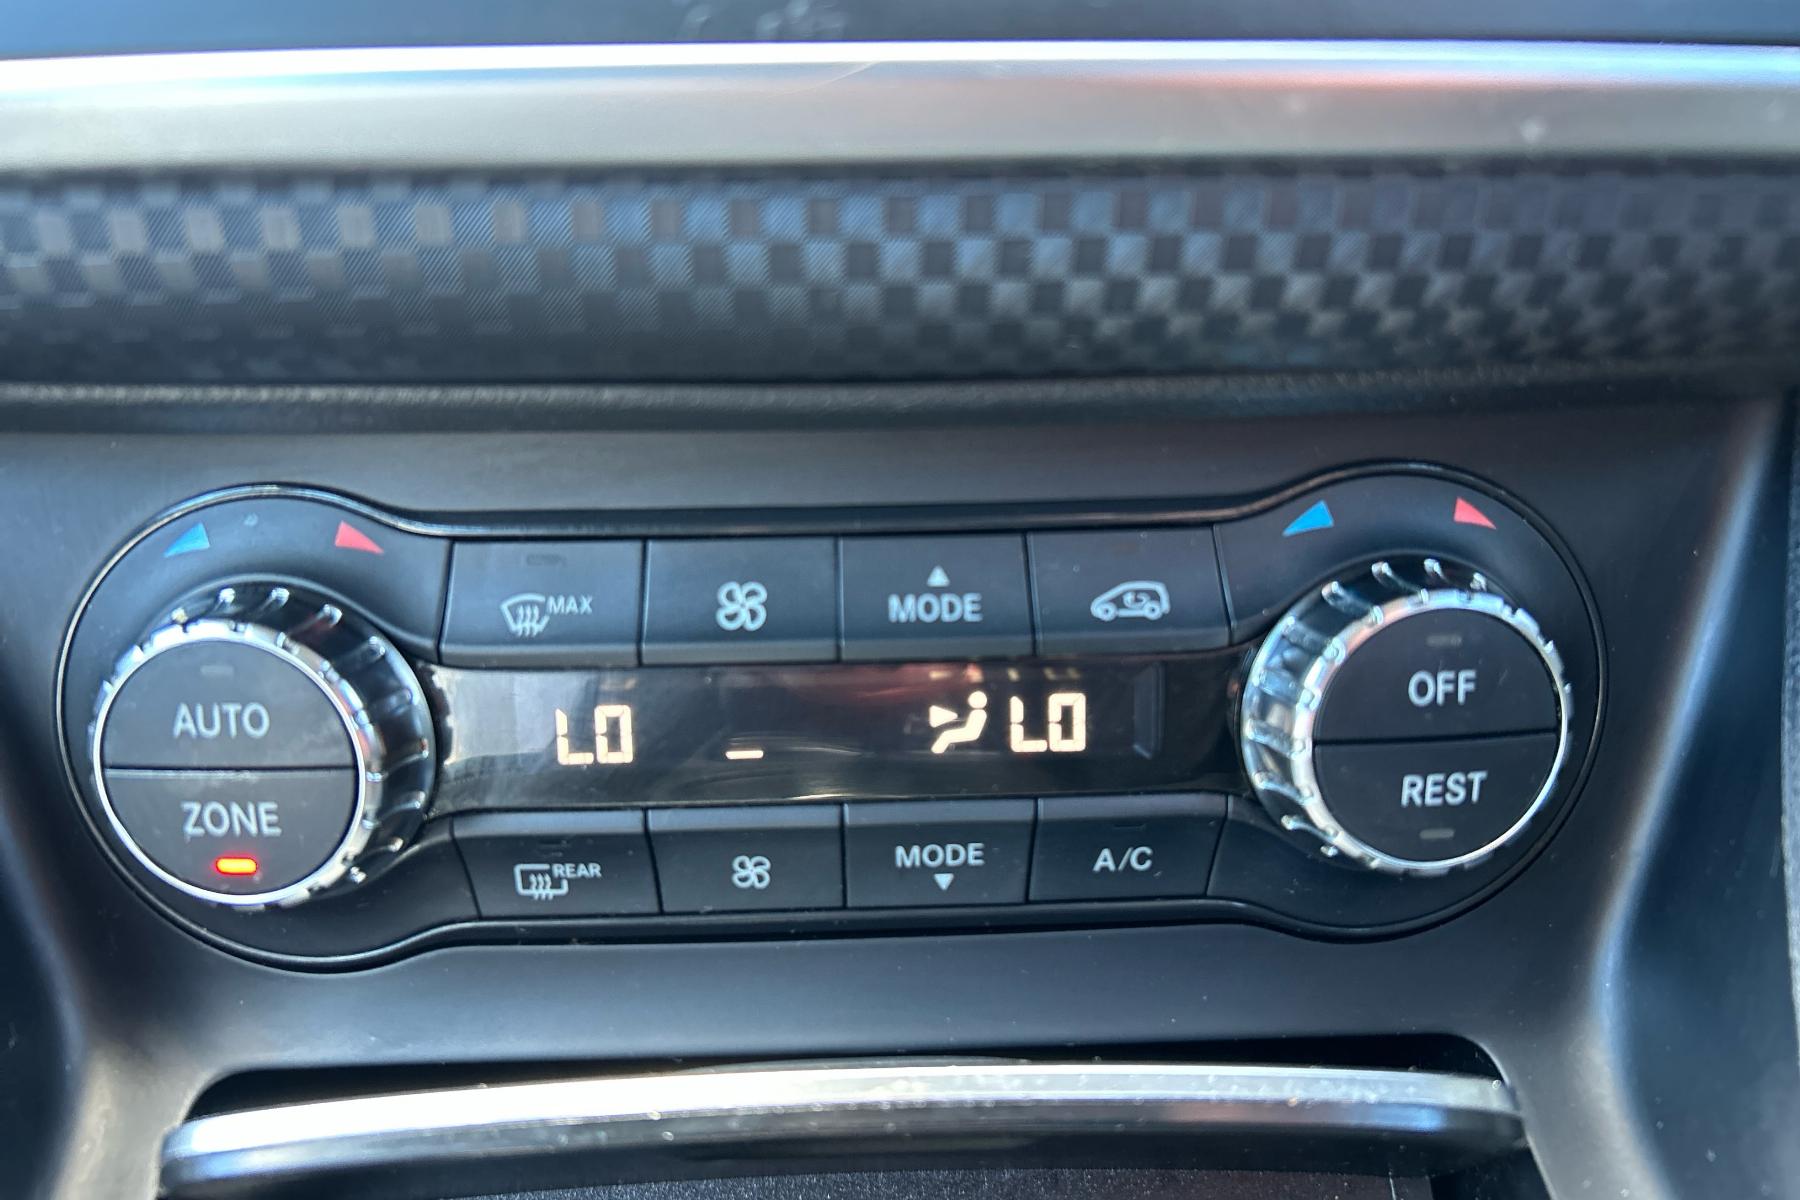 MAX
MODE
AUTO
ZONE
LO
LO
OFF
REST
REAR
MODE
A/C